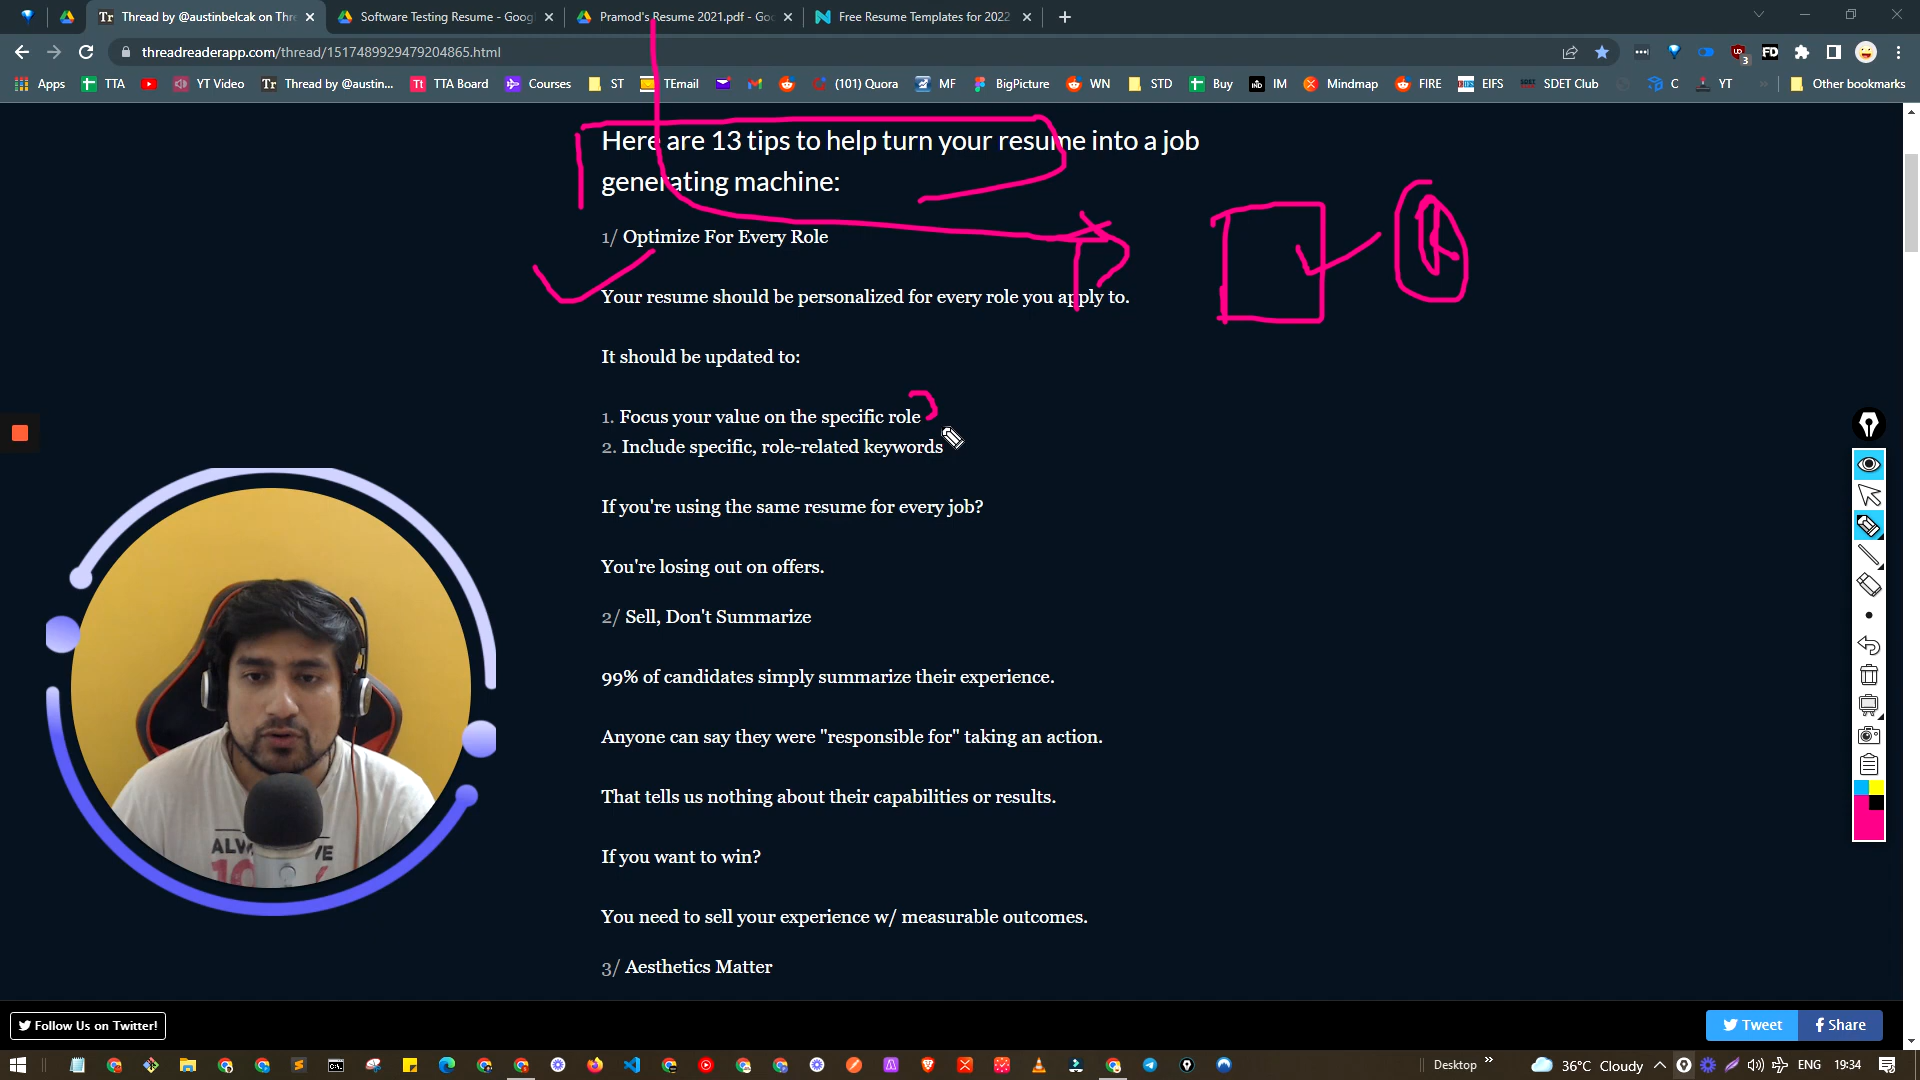 Thread by @austinbelcak on Thre
Software Testing Resume - Googl
Pramod's Resume 2021.pdf - Goo
Free Resume Templates for 2022
threadreaderapp.com/thread/1517489929479204865.html
Apps
TTA
YT Video
Thread by @austin...
TTA Board
Courses
ST
TEmail
(101) Quora
MF
BigPicture
WN
STD
Buy
IM
Mindmap
FIRE
EIFS
SDET Club
C
YT
Other bookmarks
Here are 13 tips to help turn your resume into a job
generating machine:
1/ Optimize For Every Role
Your resume should be personalized for every role you apply to.
It should be updated to:
1. Focus your value on the specific role
2. Include specific, role-related keywords
If you're using the same resume for every job?
You're losing out on offers.
2/ Sell, Don't Summarize
99% of candidates simply summarize their experience.
Anyone can say they were "responsible for" taking an action.
That tells us nothing about their capabilities or results.
If you want to win?
You need to sell your experience w/ measurable outcomes.
3/ Aesthetics Matter
Follow Us on Twitter!
Tweet
Share
Desktop
36°C Cloudy
ENG
19:34